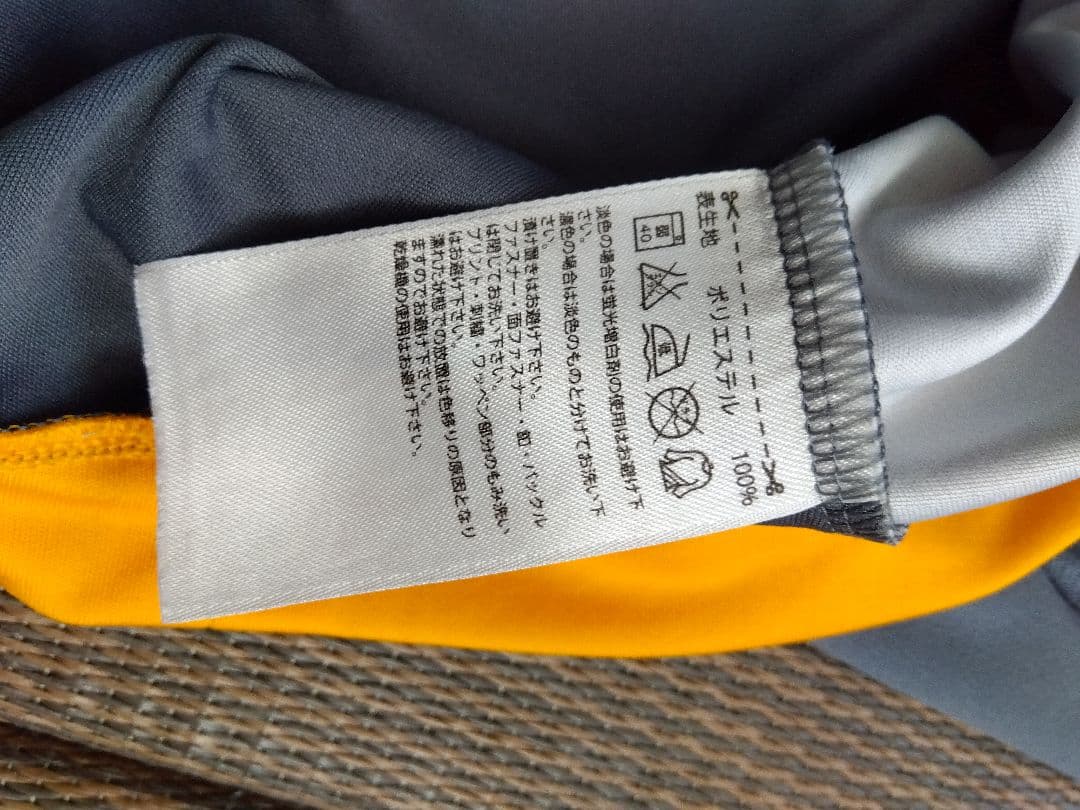 表生地 ポリエステル 100%
弱
40
低
淡色の場合は蛍光増白剤の使用はお避け下
さい。
濃色の場合は淡色のものと分けてお洗い下
さい。
漬け置きはお避け下さい。
ファスナー・面ファスナー・釦・バックル
は閉じてお洗い下さい。
プリント・刺繍・ワッペン部分のもみ洗い
はお避け下さい。
濡れた状態での放置は色移りの原因となり
ますのでお避け下さい。
乾燥機の使用はお避け下さい。